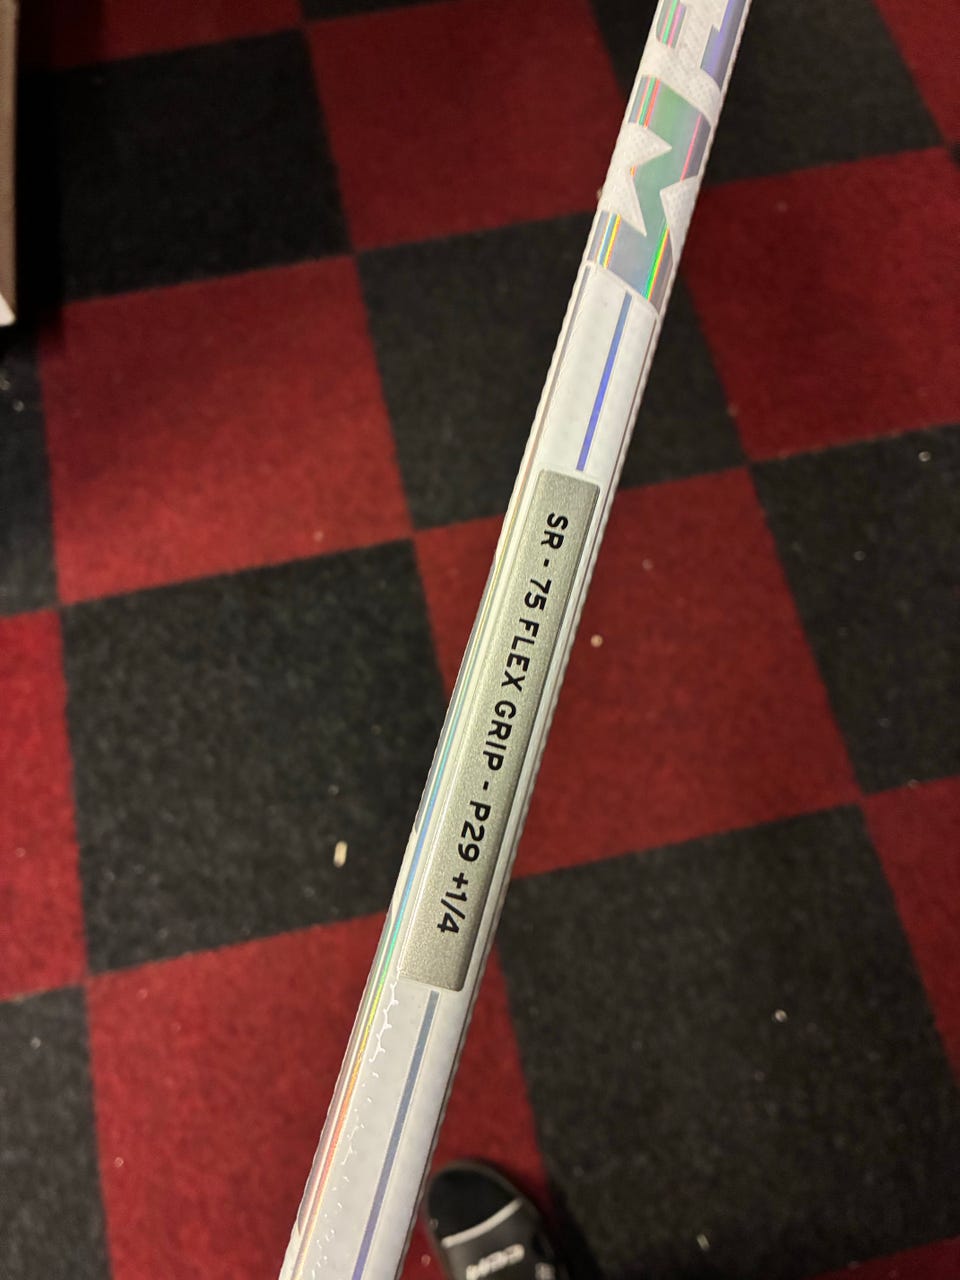 SR - 75 FLEX GRIP - P29 +1/4